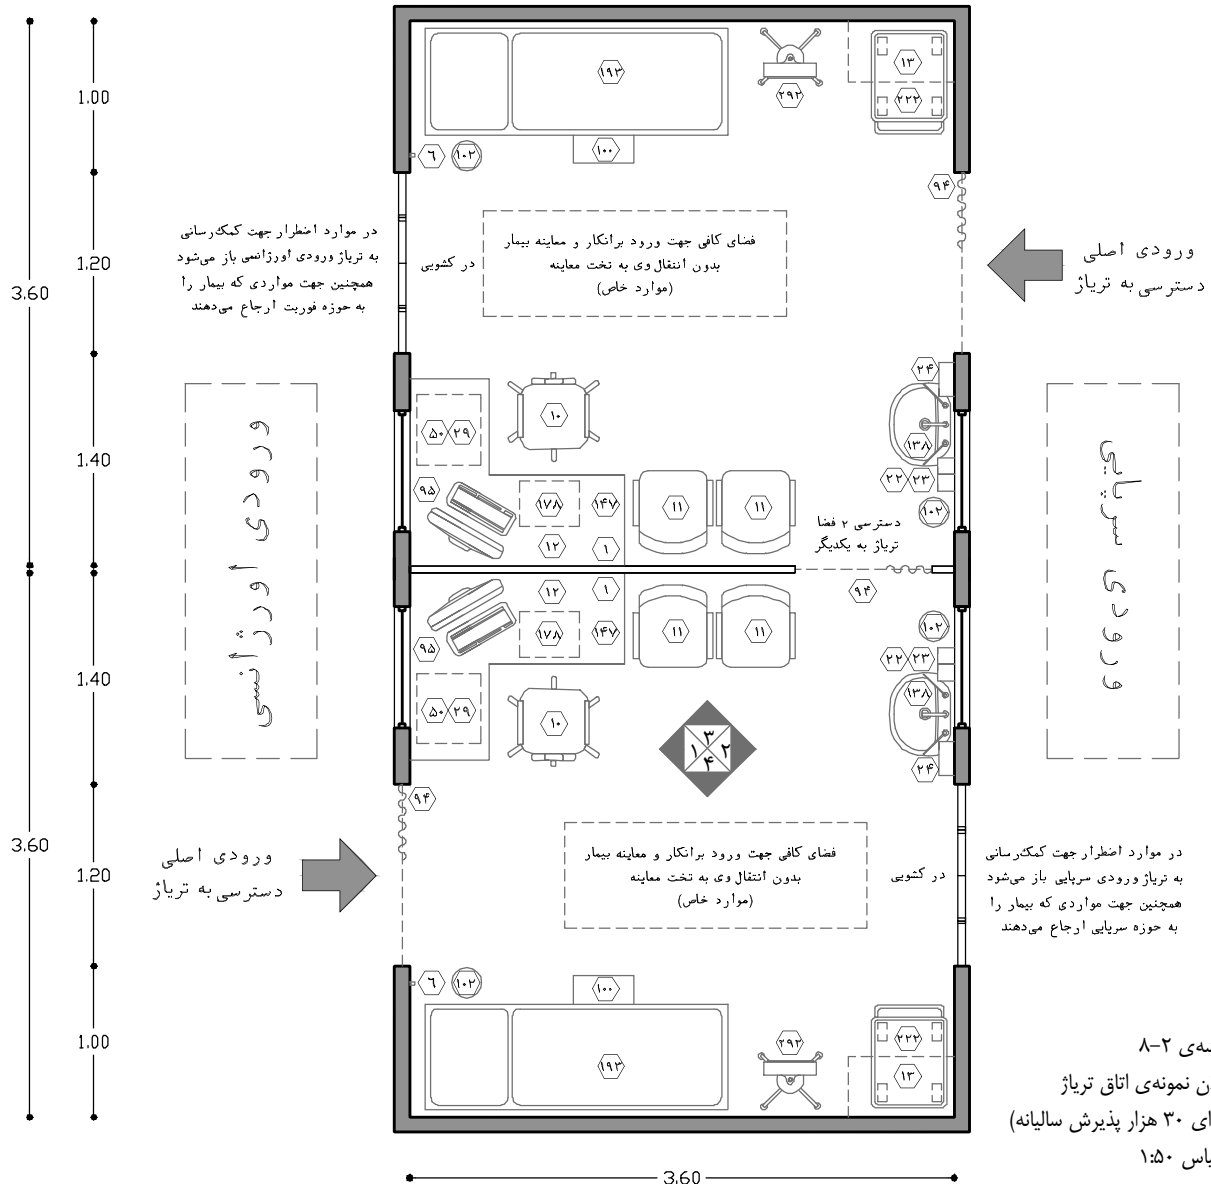 1.00
1.20
1.40
1.40
1.20
1.00
3.60
3.60
3.60
۱۹۳
۲۹۲
۱۳
۲۲۲
۶
۱۰۲
۱۰۰
۹۴
در موارد اضطرار جهت کمک‌رسانی
به تریاژ ورودی اورژانسی باز می‌شود
همچنین جهت مواردی که بیمار را
به حوزه فوریت ارجاع می‌دهند
در کشویی
فضای کافی جهت ورود برانکار و معاینه بیمار
بدون انتقال وی به تخت معاینه
(موارد خاص)
ورودی اصلی
دسترسی به تریاژ
ورودی اورژانسی
ورودی سرپایی
۲۴
۱۰
۵۰ ۲۹
۱۳۸
۲۲ ۲۳
۹۵
۱۷۸
۱۴۷
۱۱
۱۱
۱۰۲
۱۲
۱
دسترسی ۲ فضا
تریاژ به یکدیگر
۹۴
۱۲
۱
۱۰۲
۹۵
۱۷۸
۱۴۷
۱۱
۱۱
۲۲ ۲۳
۱۳۸
۵۰ ۲۹
۱۰
۲۴
۳
۱ ۲
۴
۹۴
ورودی اصلی
دسترسی به تریاژ
فضای کافی جهت ورود برانکار و معاینه بیمار
بدون انتقال وی به تخت معاینه
(موارد خاص)
در کشویی
در موارد اضطرار جهت کمک‌رسانی
به تریاژ ورودی سرپایی باز می‌شود
همچنین جهت مواردی که بیمار را
به حوزه سرپایی ارجاع می‌دهند
۶
۱۰۲
۱۰۰
۱۹۳
۲۹۲
۲۲۲
۱۳
۸-۲
نمونه‌ی اتاق تریاژ
۳۰ هزار پذیرش سالیانه)
۱:۵۰